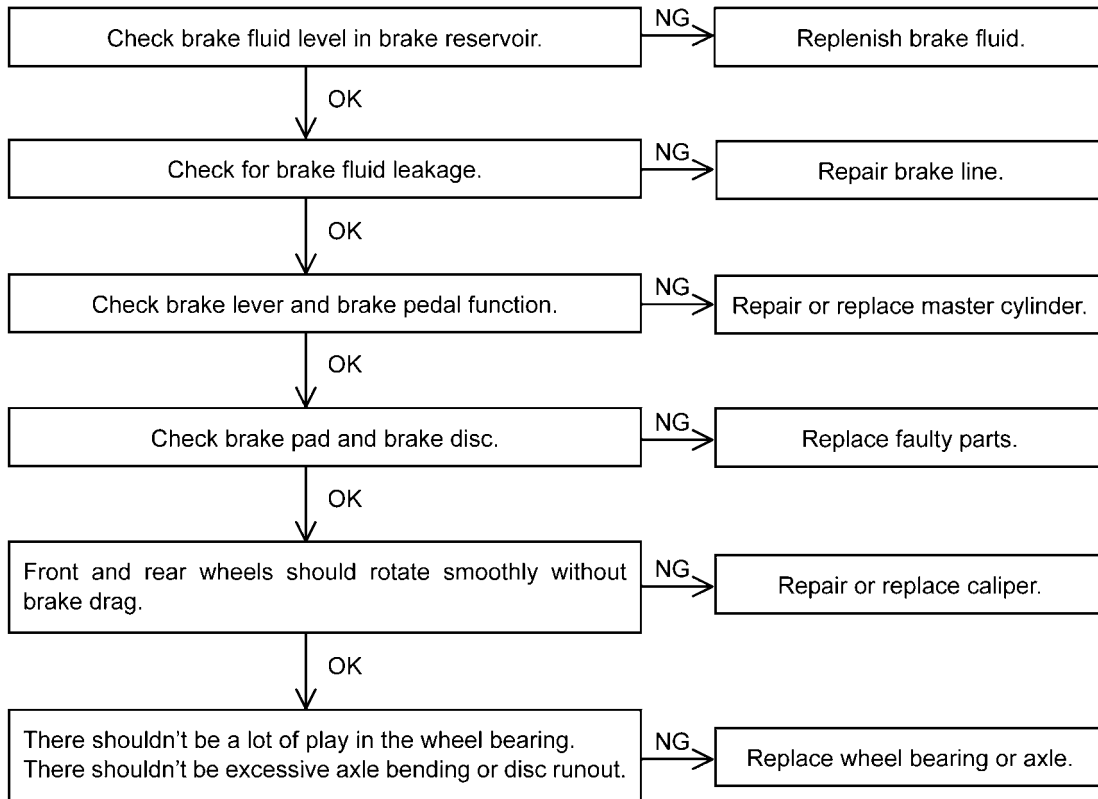 Check brake fluid level in brake reservoir.
NG
Replenish brake fluid.
OK
Check for brake fluid leakage.
NG
Repair brake line.
OK
Check brake lever and brake pedal function.
NG
Repair or replace master cylinder.
OK
Check brake pad and brake disc.
NG
Replace faulty parts.
OK
Front and rear wheels should rotate smoothly without
brake drag.
NG
Repair or replace caliper.
OK
There shouldn't be a lot of play in the wheel bearing.
There shouldn't be excessive axle bending or disc runout.
NG
Replace wheel bearing or axle.